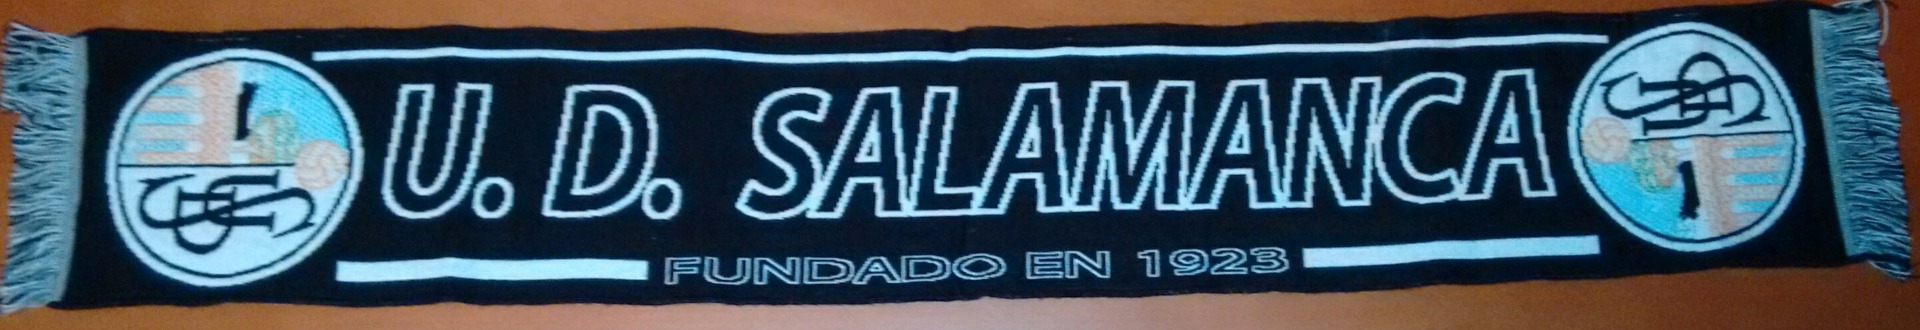 U. D. SALAMANCA
FUNDADO EN 1923